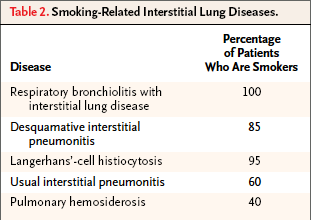 Table 2. Smoking-Related Interstitial Lung Diseases.
Percentage
of Patients
Disease Who Are Smokers
Respiratory bronchiolitis with 100
interstitial lung disease
Desquamative interstitial 85
pneumonitis
Langerhans'-cell histiocytosis 95
Usual interstitial pneumonitis 60
Pulmonary hemosiderosis 40